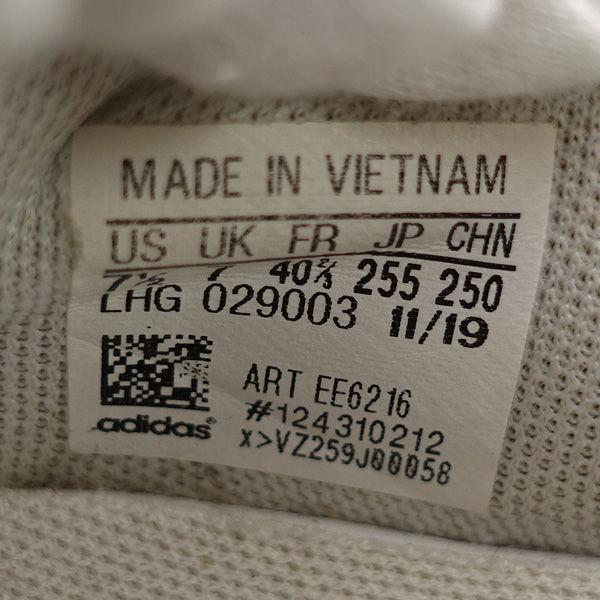 MADE IN VIETNAM
US UK FR JP CHN
7½ 7 40⅔ 255 250
LHG 029003 11/19
ART EE6216
#124310212
adidas
x>VZ259J00058